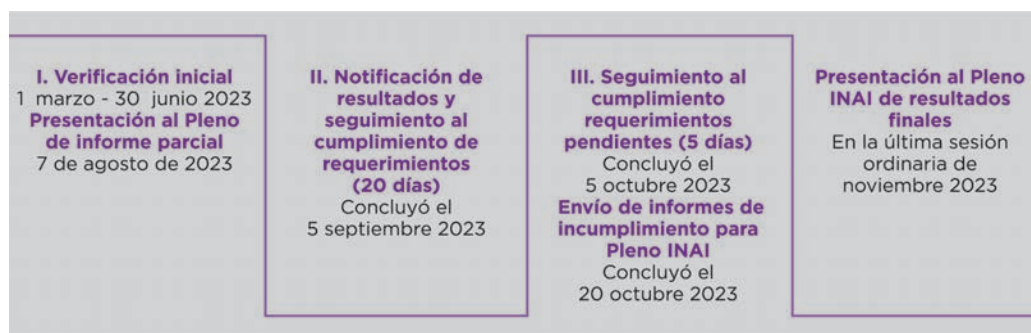 I. Verificación inicial
1 marzo - 30 junio 2023
Presentación al Pleno
de informe parcial
7 de agosto de 2023
II. Notificación de
resultados y
seguimiento al
cumplimiento de
requerimientos
(20 días)
Concluyó el
5 septiembre 2023
III. Seguimiento al
cumplimiento
requerimientos
pendientes (5 días)
Concluyó el
5 octubre 2023
Envío de informes de
incumplimiento para
Pleno INAI
Concluyó el
20 octubre 2023
Presentación al Pleno
INAI de resultados
finales
En la última sesión
ordinaria de
noviembre 2023